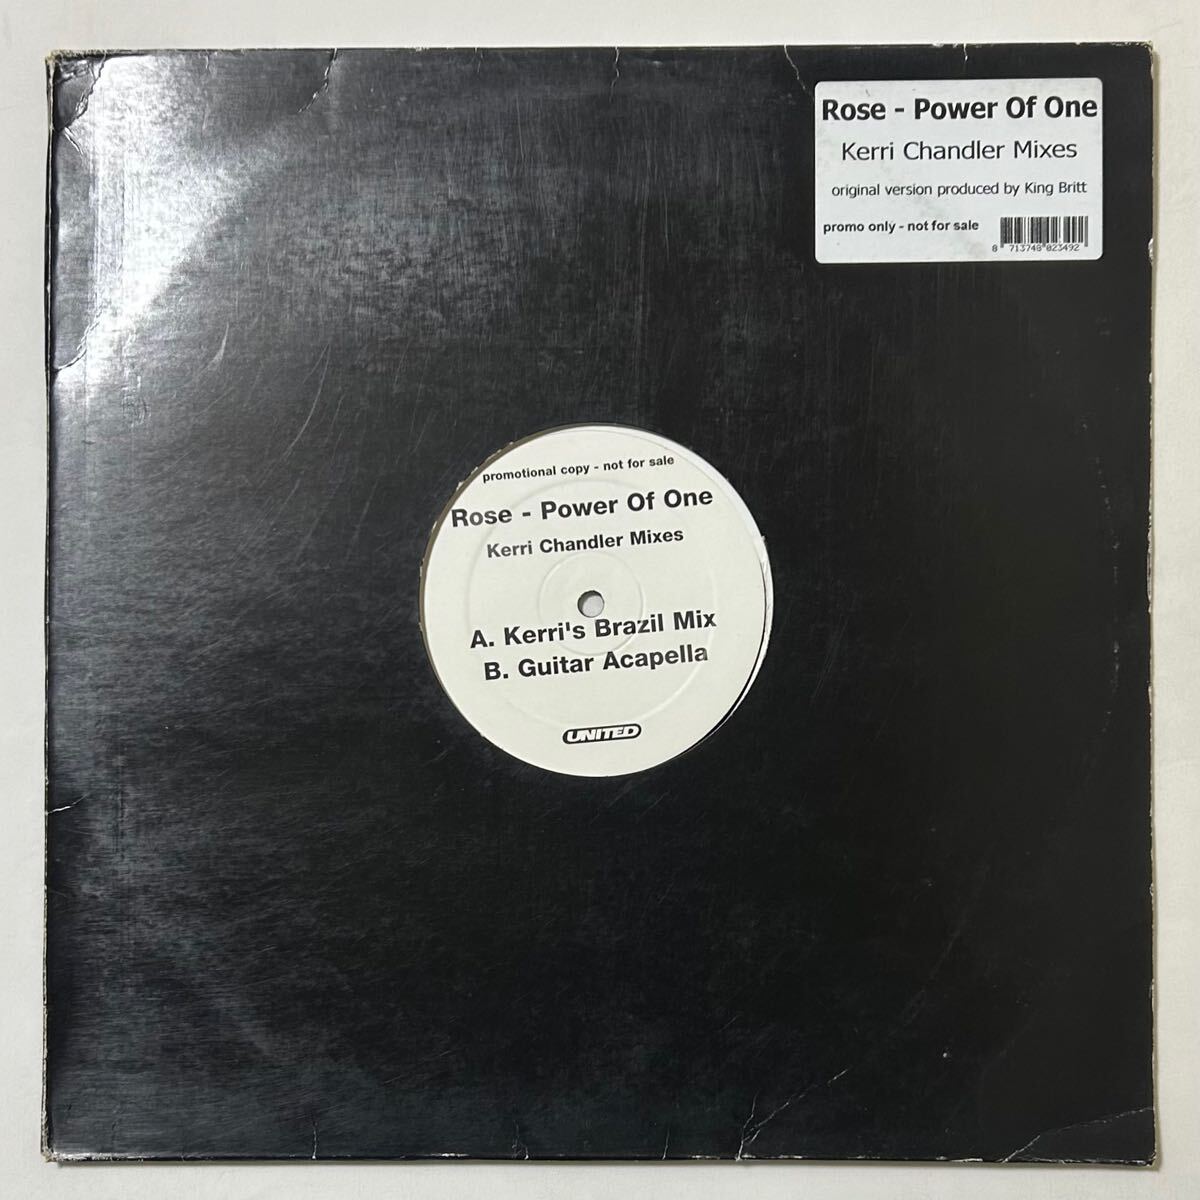 Rose - Power Of One
Kerri Chandler Mixes
original version produced by King Britt
promo only - not for sale
8 713748 823492
promotional copy - not for sale
Rose - Power Of One
Kerri Chandler Mixes
A. Kerri's Brazil Mix
B. Guitar Acapella
UNITED